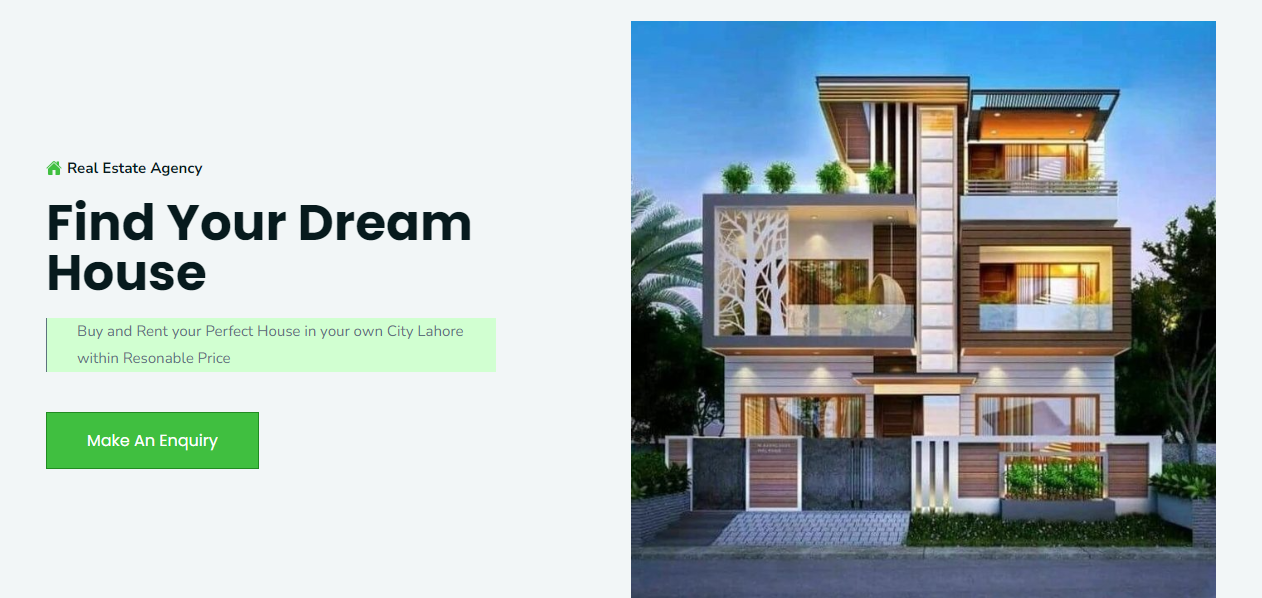 Real Estate Agency
Find Your Dream
House
Buy and Rent your Perfect House in your own City Lahore
within Resonable Price
Make An Enquiry